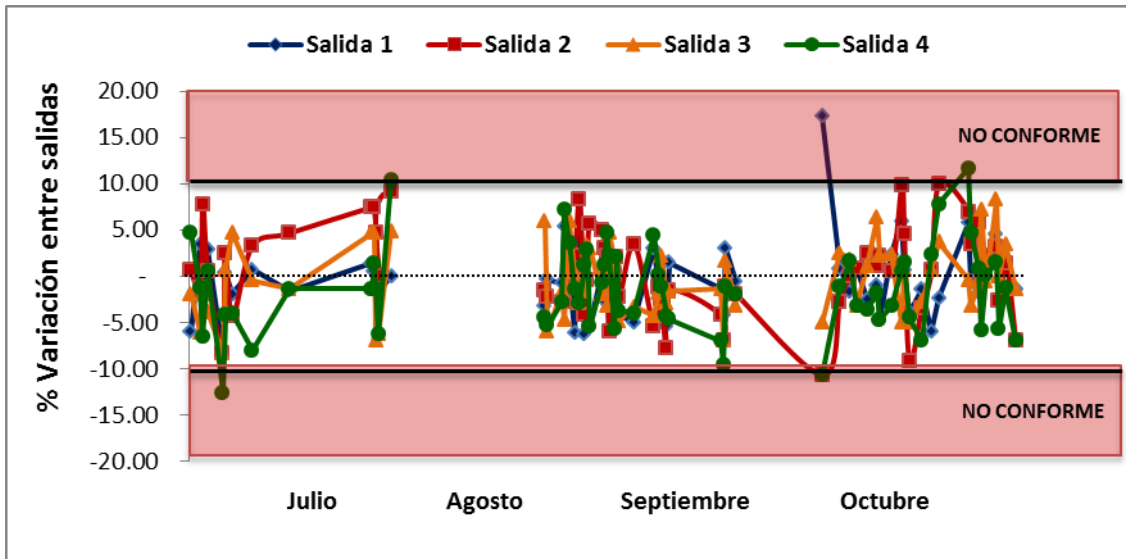 Salida 1 Salida 2 Salida 3 Salida 4
% Variación entre salidas
20.00
15.00
10.00
5.00
-
-5.00
-10.00
-15.00
-20.00
NO CONFORME
NO CONFORME
Julio Agosto Septiembre Octubre